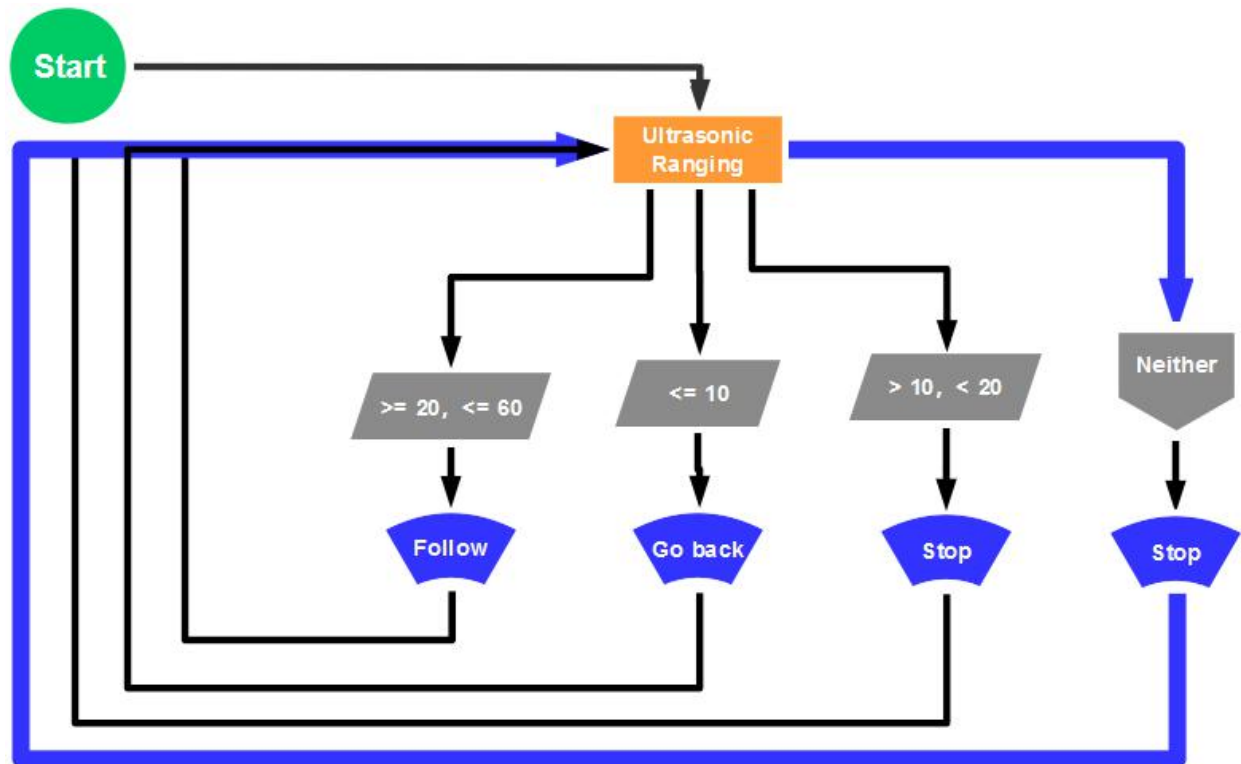 Start
Ultrasonic
Ranging
Neither
>= 20, <= 60
<= 10
> 10, < 20
Follow
Go back
Stop
Stop